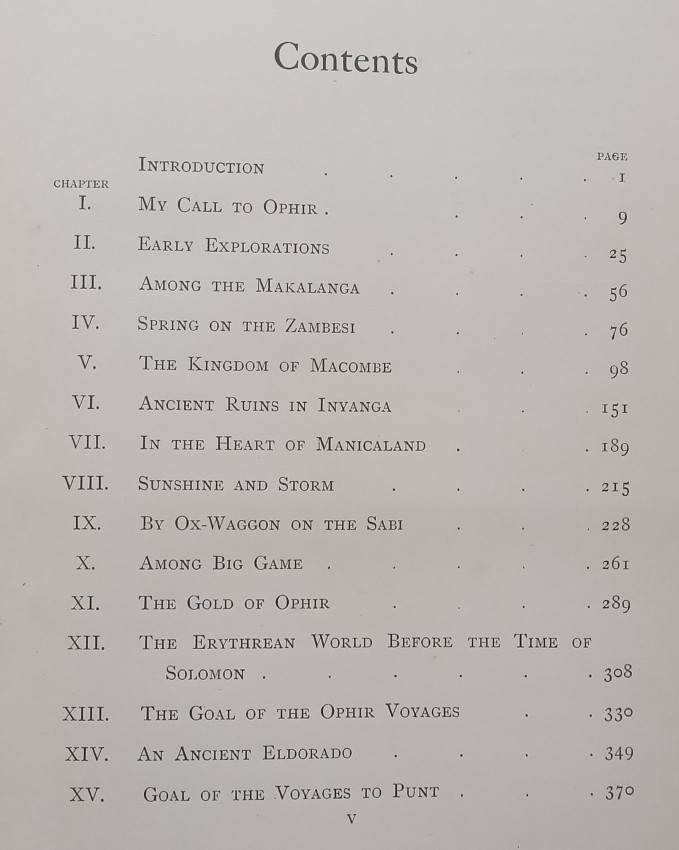 Contents
PAGE
INTRODUCTION . . . . . 1
CHAPTER
I. MY CALL TO OPHIR . . . . 9
II. EARLY EXPLORATIONS . . . . 25
III. AMONG THE MAKALANGA . . . . 56
IV. SPRING ON THE ZAMBESI . . . . 76
V. THE KINGDOM OF MACOMBE . . . 98
VI. ANCIENT RUINS IN INYANGA . . . 151
VII. IN THE HEART OF MANICALAND . . . 189
VIII. SUNSHINE AND STORM . . . . 215
IX. BY OX-WAGGON ON THE SABI . . . 228
X. AMONG BIG GAME . . . . . 261
XI. THE GOLD OF OPHIR . . . . 289
XII. THE ERYTHREAN WORLD BEFORE THE TIME OF
SOLOMON . . . . . . 308
XIII. THE GOAL OF THE OPHIR VOYAGES . . 330
XIV. AN ANCIENT ELDORADO . . . . 349
XV. GOAL OF THE VOYAGES TO PUNT . . . 370
V